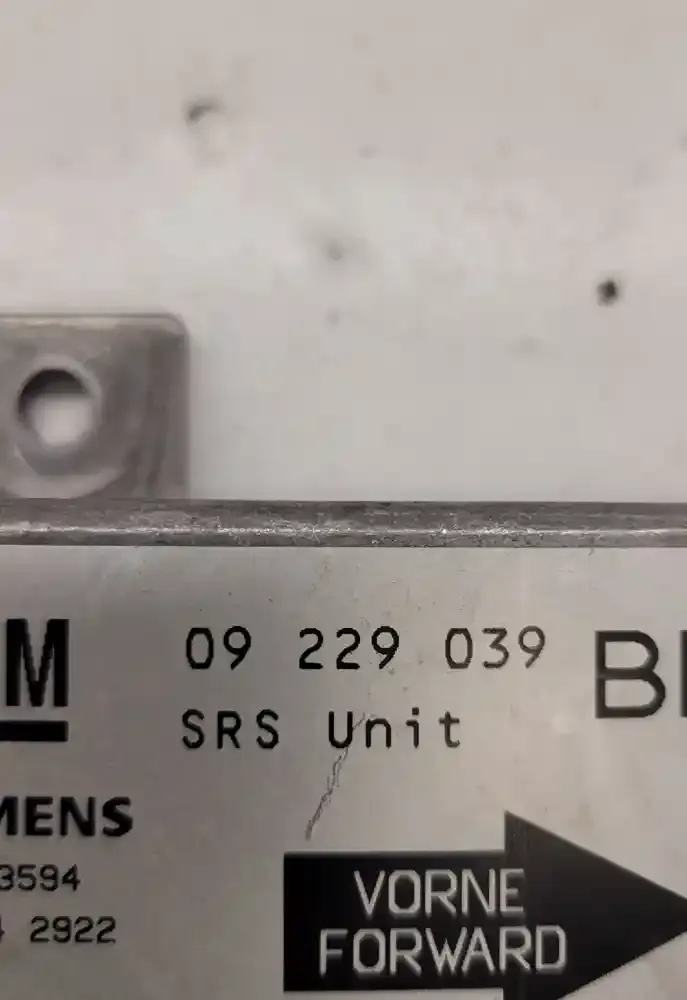 M 09 229 039 B
SRS Unit
MENS
3594
2922
VORNE
FORWARD